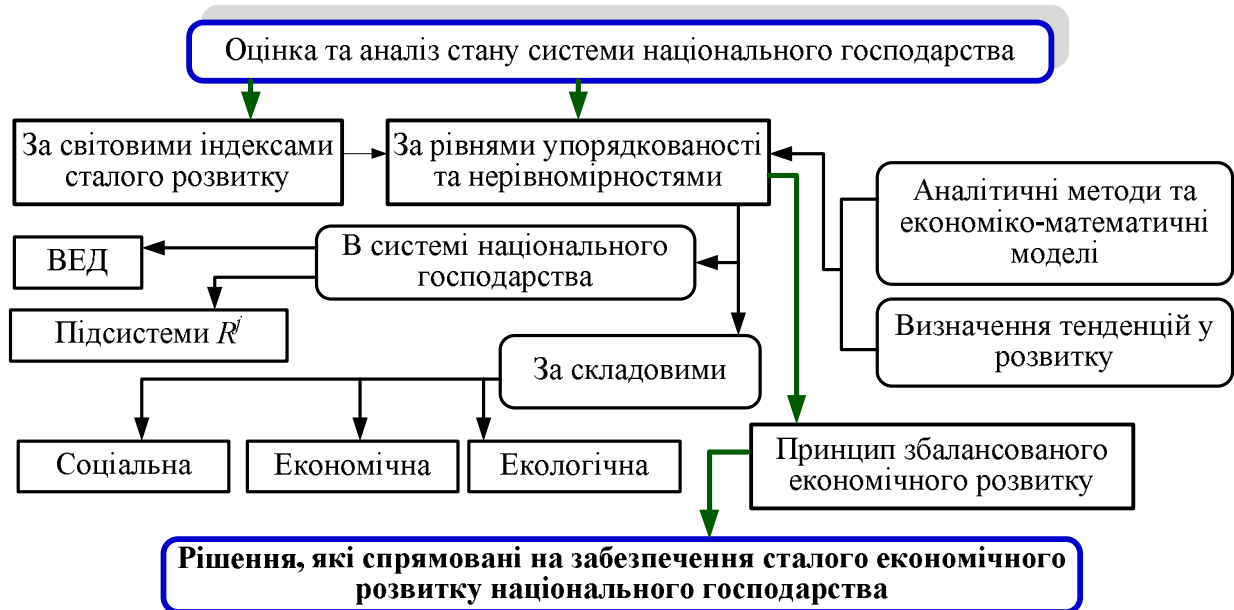 Оцінка та аналіз стану системи національного господарства
За світовими індексами
сталого розвитку
За рівнями упорядкованості
та нерівномірностями
Аналітичні методи та
економіко-математичні
моделі
В системі національного
господарства
ВЕД
Підсистеми R^j
Визначення тенденцій у
розвитку
За складовими
Соціальна
Економічна
Екологічна
Принцип збалансованого
економічного розвитку
Рішення, які спрямовані на забезпечення сталого економічного
розвитку національного господарства